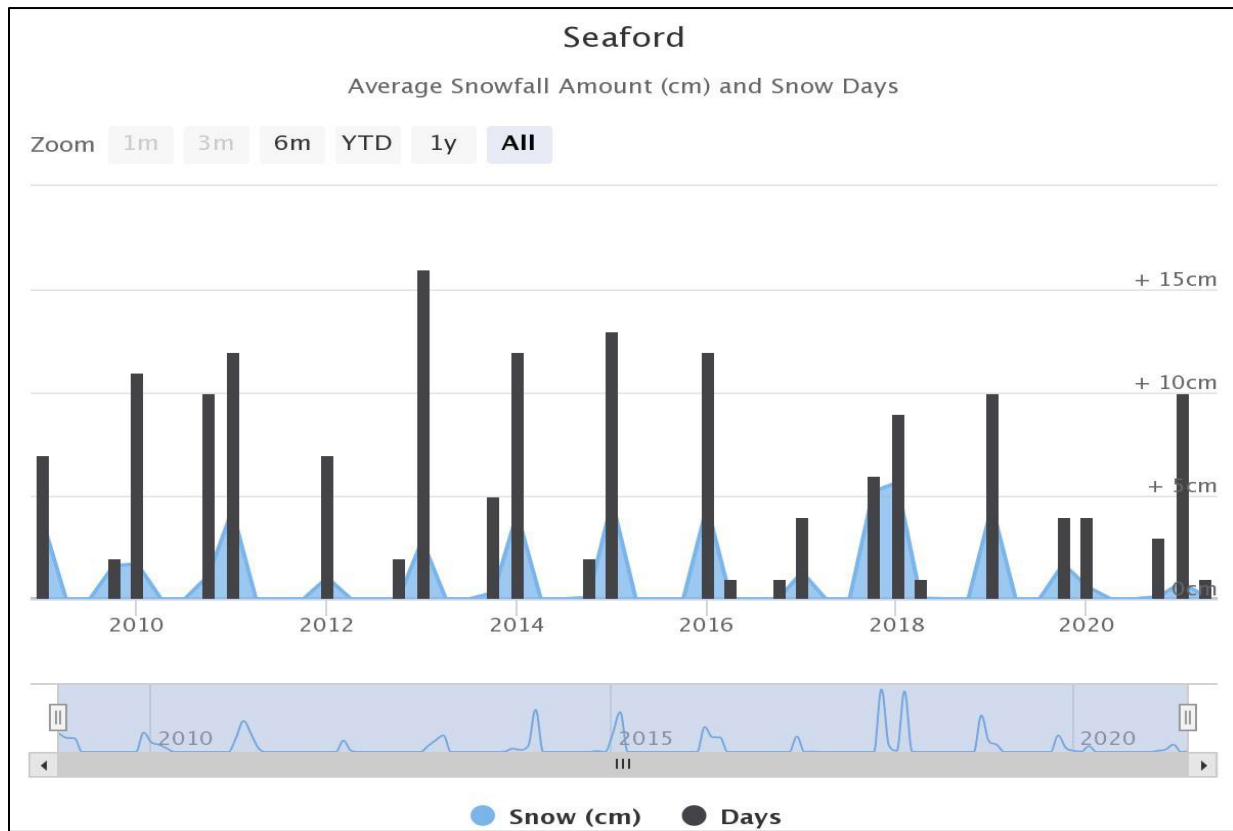 Seaford
Average Snowfall Amount (cm) and Snow Days
Zoom 1m 3m 6m YTD 1y All
+ 15cm
+ 10cm
+ 5cm
0cm
2010 2012 2014 2016 2018 2020
2010 2015 2020
Snow (cm) Days